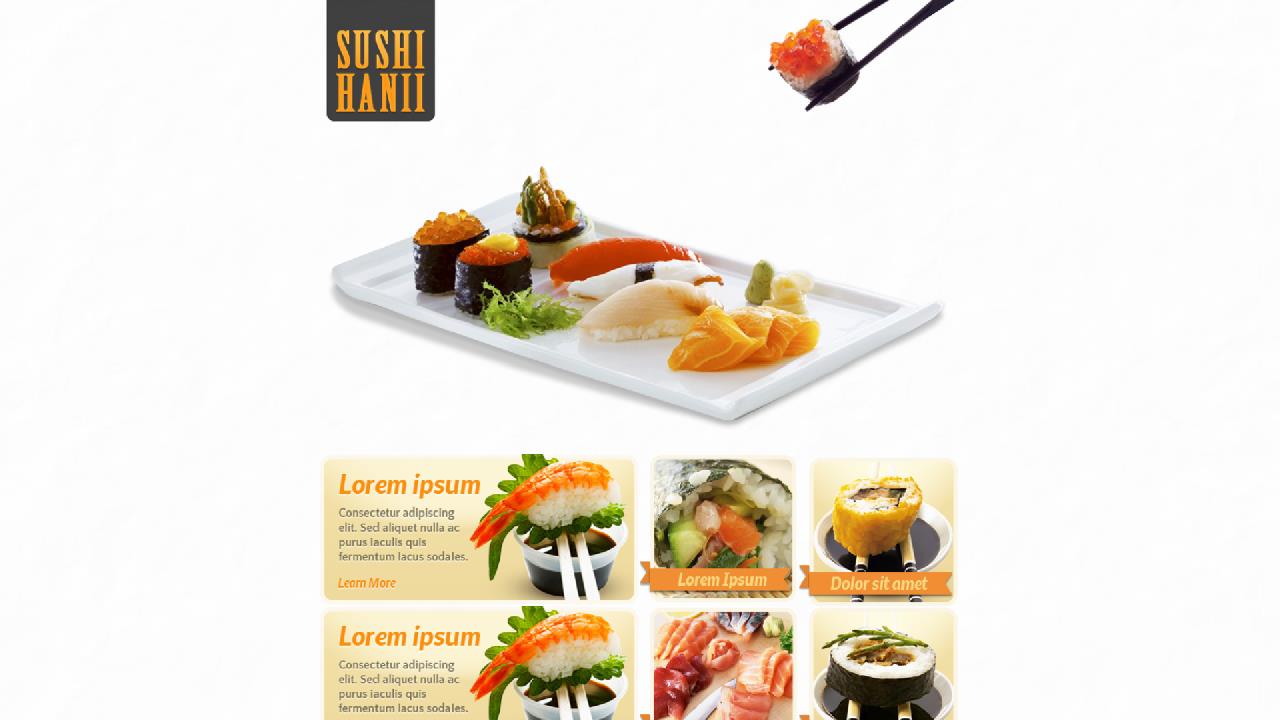 SUSHI
HANII
Lorem ipsum
Consectetur adipiscing
elit. Sed aliquet nulla ac
purus iaculis quis
fermentum lacus sodales.
Learn More
Lorem Ipsum
Dolor sit amet
Lorem ipsum
Consectetur adipiscing
elit. Sed aliquet nulla ac
purus iaculis quis
fermentum lacus sodales.